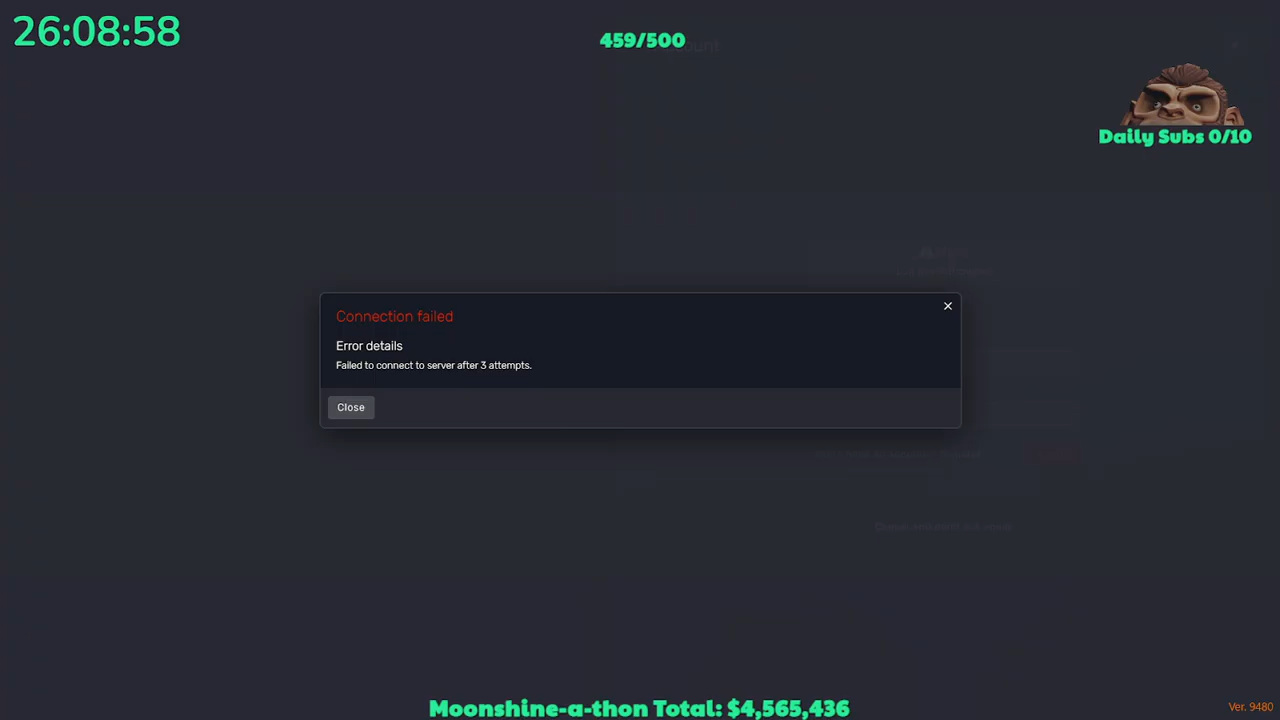 26:08:58
459/500
Daily Subs 0/10
Connection failed
Error details
Failed to connect to server after 3 attempts.
Close
Moonshine-a-thon Total: $4,565,436
Ver. 9480